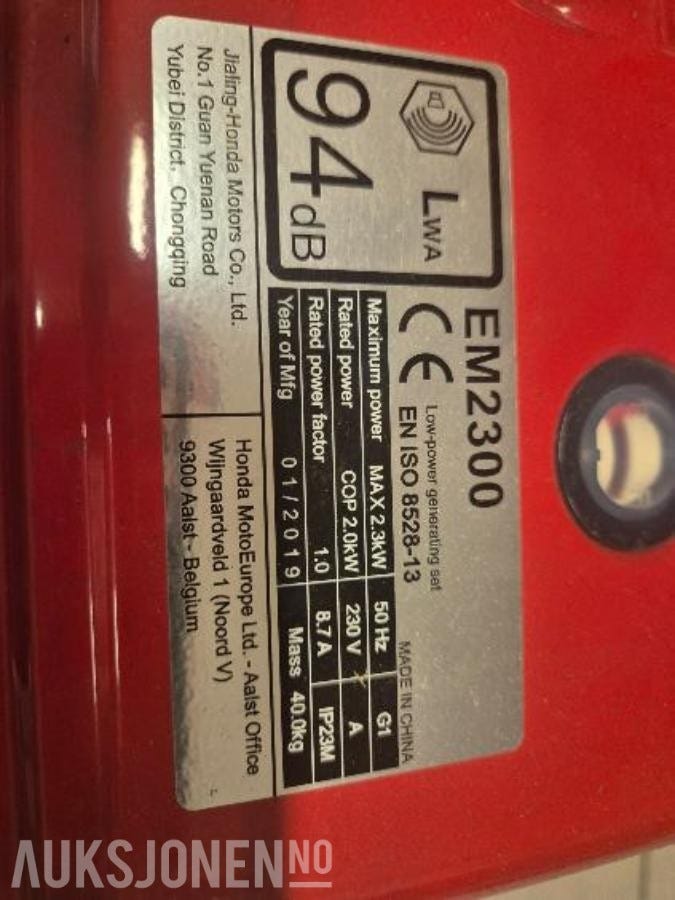 LWA
94dB
EM2300
CE
Low-power generating set
EN ISO 8528-13
MADE IN CHINA
Maximum power MAX 2.3kW 50 Hz G1
Rated power COP 2.0kW 230 V A
Rated power factor 1.0 8.7 A IP23M
Year of Mfg 01/2019 Mass 40.0kg
Jialing-Honda Motors Co., Ltd.
No.1 Guan Yuenan Road
Yubei District, Chongqing
Honda MotoEurope Ltd. - Aalst Office
Wijngaardveld 1 (Noord V)
9300 Aalst - Belgium
L
AUKSJONEN NO